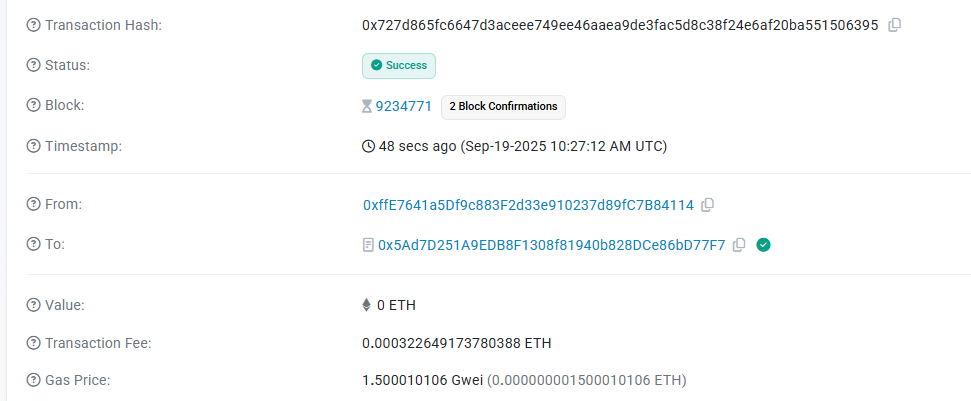 Transaction Hash: 0x727d865fc6647d3aceee749ee46aaea9de3fac5d8c38f24e6af20ba551506395
Status: Success
Block: 9234771 2 Block Confirmations
Timestamp: 48 secs ago (Sep-19-2025 10:27:12 AM UTC)
From: 0xffE7641a5Df9c883F2d33e910237d89fC7B84114
To: 0x5Ad7D251A9EDB8F1308f81940b828DCe86bD77F7
Value: 0 ETH
Transaction Fee: 0.000322649173780388 ETH
Gas Price: 1.500010106 Gwei (0.000000001500010106 ETH)